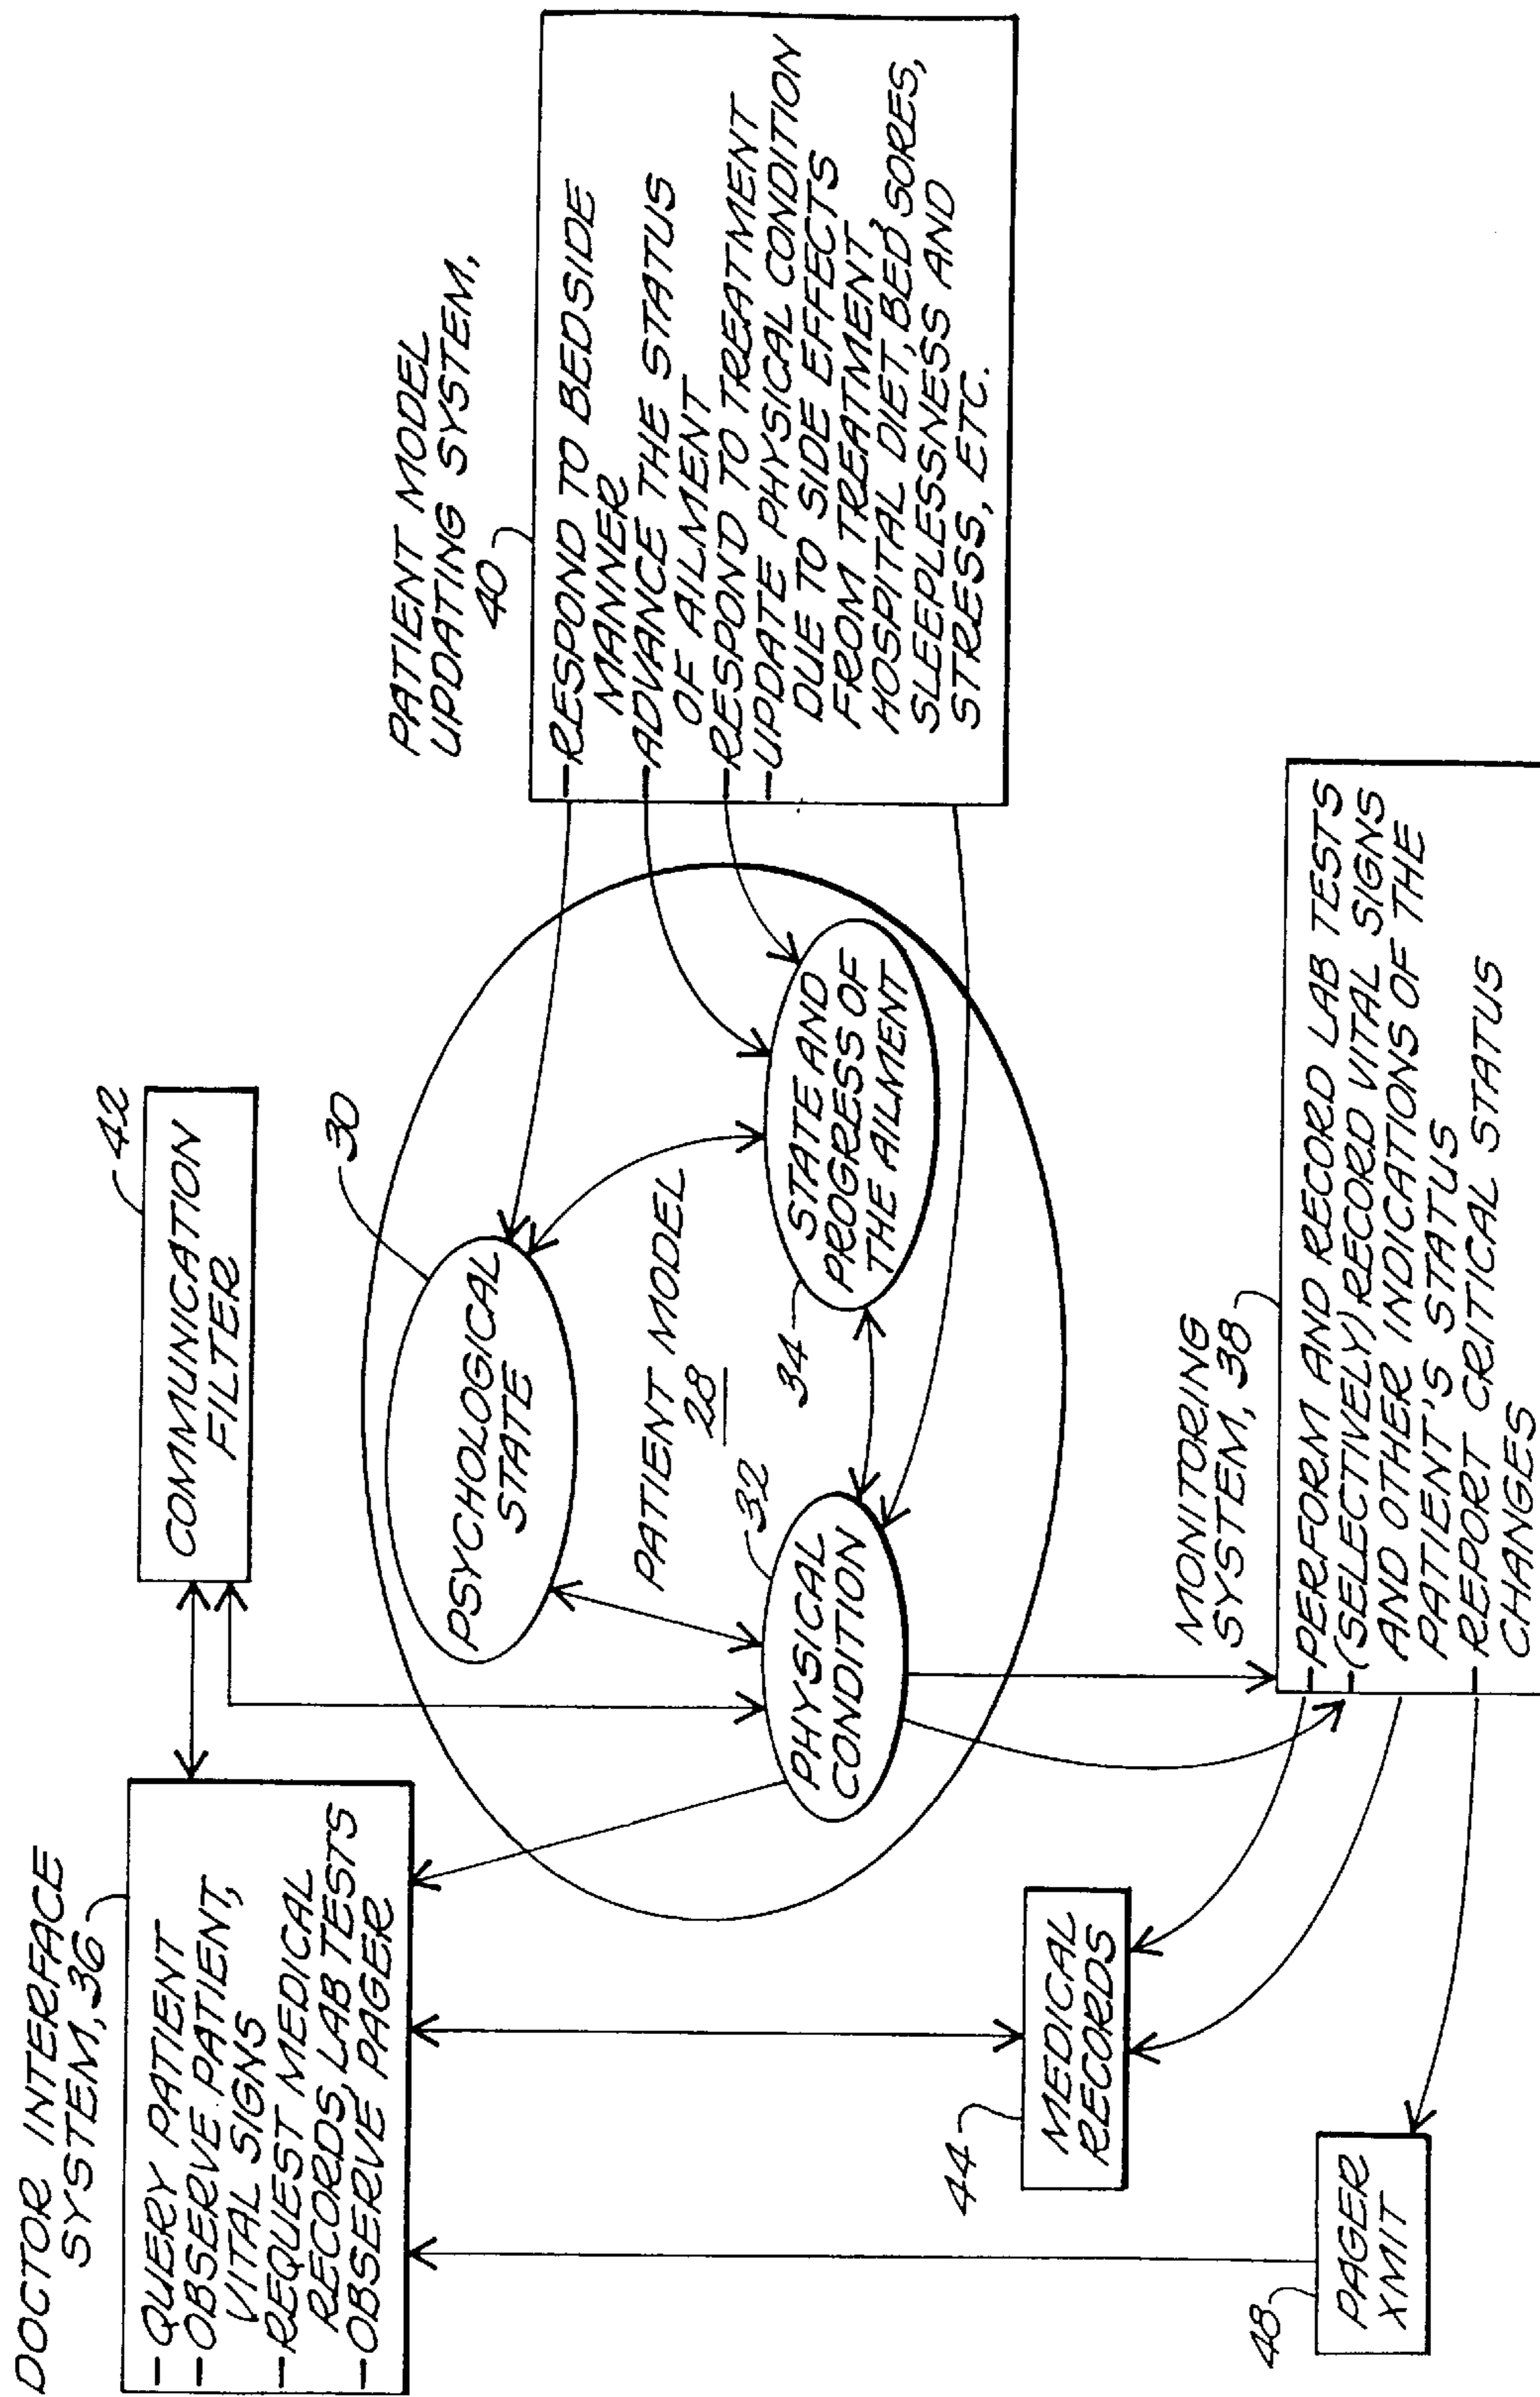 DOCTOR INTERFACE
SYSTEM, 36
-QUERY PATIENT
-OBSERVE PATIENT,
VITAL SIGNS
-REQUEST MEDICAL
RECORDS, LAB TESTS
-OBSERVE PAGER
COMMUNICATION
FILTER
42
PATIENT MODEL
UPDATING SYSTEM,
40
-RESPOND TO BEDSIDE
MANNER
-ADVANCE THE STATUS
OF AILMENT
-RESPOND TO TREATMENT
-UPDATE PHYSICAL CONDITION
DUE TO SIDE EFFECTS
FROM TREATMENT,
HOSPITAL DIET, BED SORES,
SLEEPLESSNESS AND
STRESS, ETC.
30
PSYCHOLOGICAL
STATE
PATIENT MODEL
28
32
PHYSICAL
CONDITION
34
STATE AND
PROGRESS OF
THE AILMENT
44
MEDICAL
RECORDS
48
PAGER
XMIT
MONITORING
SYSTEM, 38
-PERFORM AND RECORD LAB TESTS
-(SELECTIVELY) RECORD VITAL SIGNS
AND OTHER INDICATIONS OF THE
PATIENT'S STATUS
-REPORT CRITICAL STATUS
CHANGES